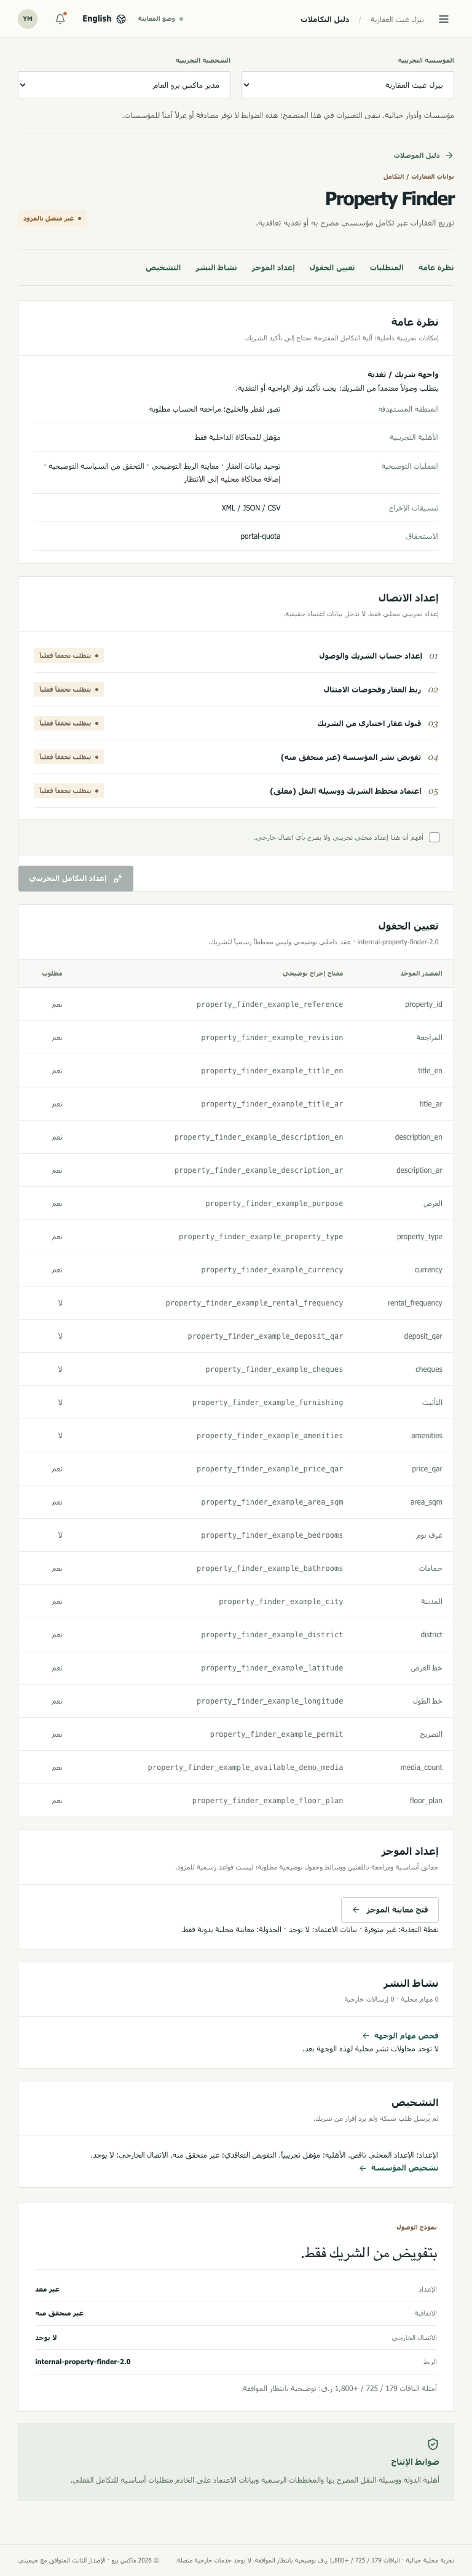 بيرل غيث العقارية / دليل التكاملات
وضع المعاينة
English
YM
المؤسسة التجريبية
بيرل غيث العقارية
الشخصية التجريبية
مدير ماكس برو العام
مؤسسات وأدوار خيالية. تبقى التغييرات في هذا المتصفح؛ هذه الضوابط لا توفر مصادقة أو عزلاً آمناً للمؤسسات.
دليل الموصلات
بوابات العقارات / التكامل
Property Finder
توزيع العقارات عبر تكامل مؤسسي مصرح به أو تغذية تعاقدية.
غير متصل بالمزود
نظرة عامة المتطلبات تعيين الحقول إعداد الموجز نشاط النشر التشخيص
نظرة عامة
إمكانات تجريبية داخلية؛ آلية التكامل المقترحة تحتاج إلى تأكيد الشريك.
واجهة شريك / تغذية
يتطلب وصولاً معتمداً من الشريك؛ يجب تأكيد توفر الواجهة أو التغذية.
المنطقة المستهدفة تصور لقطر والخليج؛ مراجعة الحساب مطلوبة
الأهلية التجريبية مؤهل للمحاكاة الداخلية فقط
العمليات التوضيحية توحيد بيانات العقار · معاينة الربط التوضيحي · التحقق من السياسة التوضيحية ·
إضافة محاكاة محلية إلى الانتظار
تنسيقات الإخراج XML / JSON / CSV
الاستحقاق portal-quota
إعداد الاتصال
إعداد تجريبي محلي فقط. لا تدخل بيانات اعتماد حقيقية.
01 إعداد حساب الشريك والوصول يتطلب تحققاً فعلياً
02 ربط العقار وفحوصات الامتثال يتطلب تحققاً فعلياً
03 قبول عقار اختباري من الشريك يتطلب تحققاً فعلياً
04 تفويض نشر المؤسسة (غير متحقق منه) يتطلب تحققاً فعلياً
05 اعتماد مخطط الشريك ووسيلة النقل (معلق) يتطلب تحققاً فعلياً
أفهم أن هذا إعداد محلي تجريبي ولا يصرح بأي اتصال خارجي.
إعداد التكامل التجريبي
تعيين الحقول
internal-property-finder-2.0 · عقد داخلي توضيحي وليس مخططاً رسمياً للشريك.
المصدر الموحّد مفتاح إخراج توضيحي مطلوب
property_id property_finder_example_reference نعم
المراجعة property_finder_example_revision نعم
title_en property_finder_example_title_en نعم
title_ar property_finder_example_title_ar نعم
description_en property_finder_example_description_en نعم
description_ar property_finder_example_description_ar نعم
الغرض property_finder_example_purpose نعم
property_type property_finder_example_property_type نعم
currency property_finder_example_currency نعم
rental_frequency property_finder_example_rental_frequency لا
deposit_qar property_finder_example_deposit_qar لا
cheques property_finder_example_cheques لا
التأثيث property_finder_example_furnishing لا
amenities property_finder_example_amenities لا
price_qar property_finder_example_price_qar نعم
area_sqm property_finder_example_area_sqm نعم
غرف نوم property_finder_example_bedrooms لا
حمامات property_finder_example_bathrooms نعم
المدينة property_finder_example_city نعم
district property_finder_example_district نعم
خط العرض property_finder_example_latitude نعم
خط الطول property_finder_example_longitude نعم
التصريح property_finder_example_permit نعم
media_count property_finder_example_available_demo_media نعم
floor_plan property_finder_example_floor_plan نعم
إعداد الموجز
حقائق أساسية ومراجعة باللغتين ووسائط وحقول توضيحية مطلوبة؛ ليست قواعد رسمية للمزود.
فتح معاينة الموجز
نقطة التغذية: غير متوفرة · بيانات الاعتماد: لا توجد · الجدولة: معاينة محلية يدوية فقط.
نشاط النشر
0 مهام محلية · 0 إرسالات خارجية
فحص مهام الوجهة
لا توجد محاولات نشر محلية لهذه الوجهة بعد.
التشخيص
لم يُرسل طلب شبكة ولم يرد إقرار من شريك.
الإعداد: الإعداد المحلي ناقص. الأهلية: مؤهل تجريبياً. التفويض التعاقدي: غير متحقق منه. الاتصال الخارجي: لا يوجد.
تشخيص المؤسسة
نموذج الوصول
بتفويض من الشريك فقط.
الإعداد غير معد
الاتفاقية غير متحقق منه
الاتصال الخارجي لا يوجد
الربط internal-property-finder-2.0
أمثلة الباقات 179 / 725 / +1,800 ر.ق: توضيحية بانتظار الموافقة.
ضوابط الإنتاج
أهلية الدولة ووسيلة النقل المصرح بها والمخططات الرسمية وبيانات الاعتماد على الخادم متطلبات أساسية للتكامل الفعلي.
تجربة محلية خيالية · الباقات 179 / 725 / +1,800 ر.ق توضيحية بانتظار الموافقة. لا توجد خدمات خارجية متصلة.
© 2026 ماكس برو · الإصدار الثالث المتوافق مع جيميني